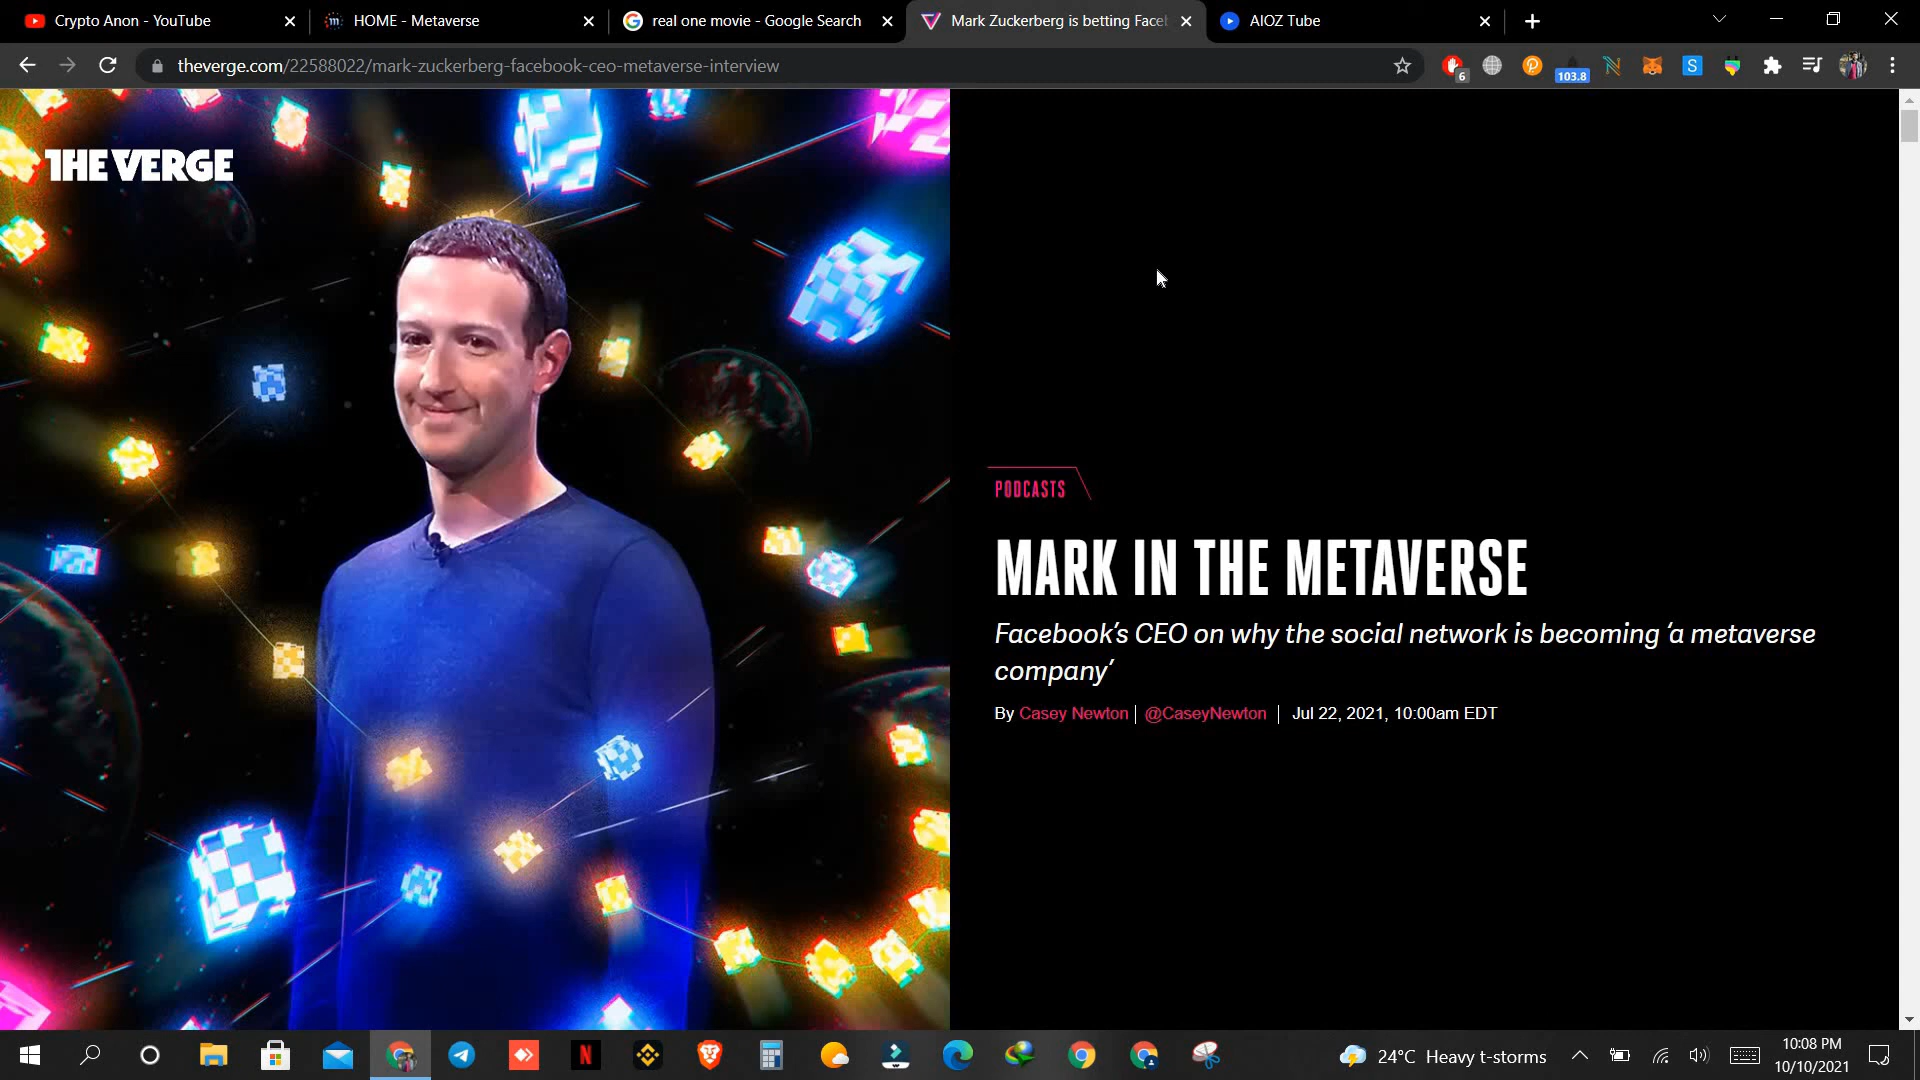 Crypto Anon - YouTube
HOME - Metaverse
real one movie - Google Search
Mark Zuckerberg is betting Faceb
AIOZ Tube
theverge.com/22588022/mark-zuckerberg-facebook-ceo-metaverse-interview
6
103.8
S
THE VERGE
PODCASTS
MARK IN THE METAVERSE
Facebook’s CEO on why the social network is becoming ‘a metaverse
company’
By Casey Newton | @CaseyNewton | Jul 22, 2021, 10:00am EDT
24°C Heavy t-storms
10:08 PM
10/10/2021